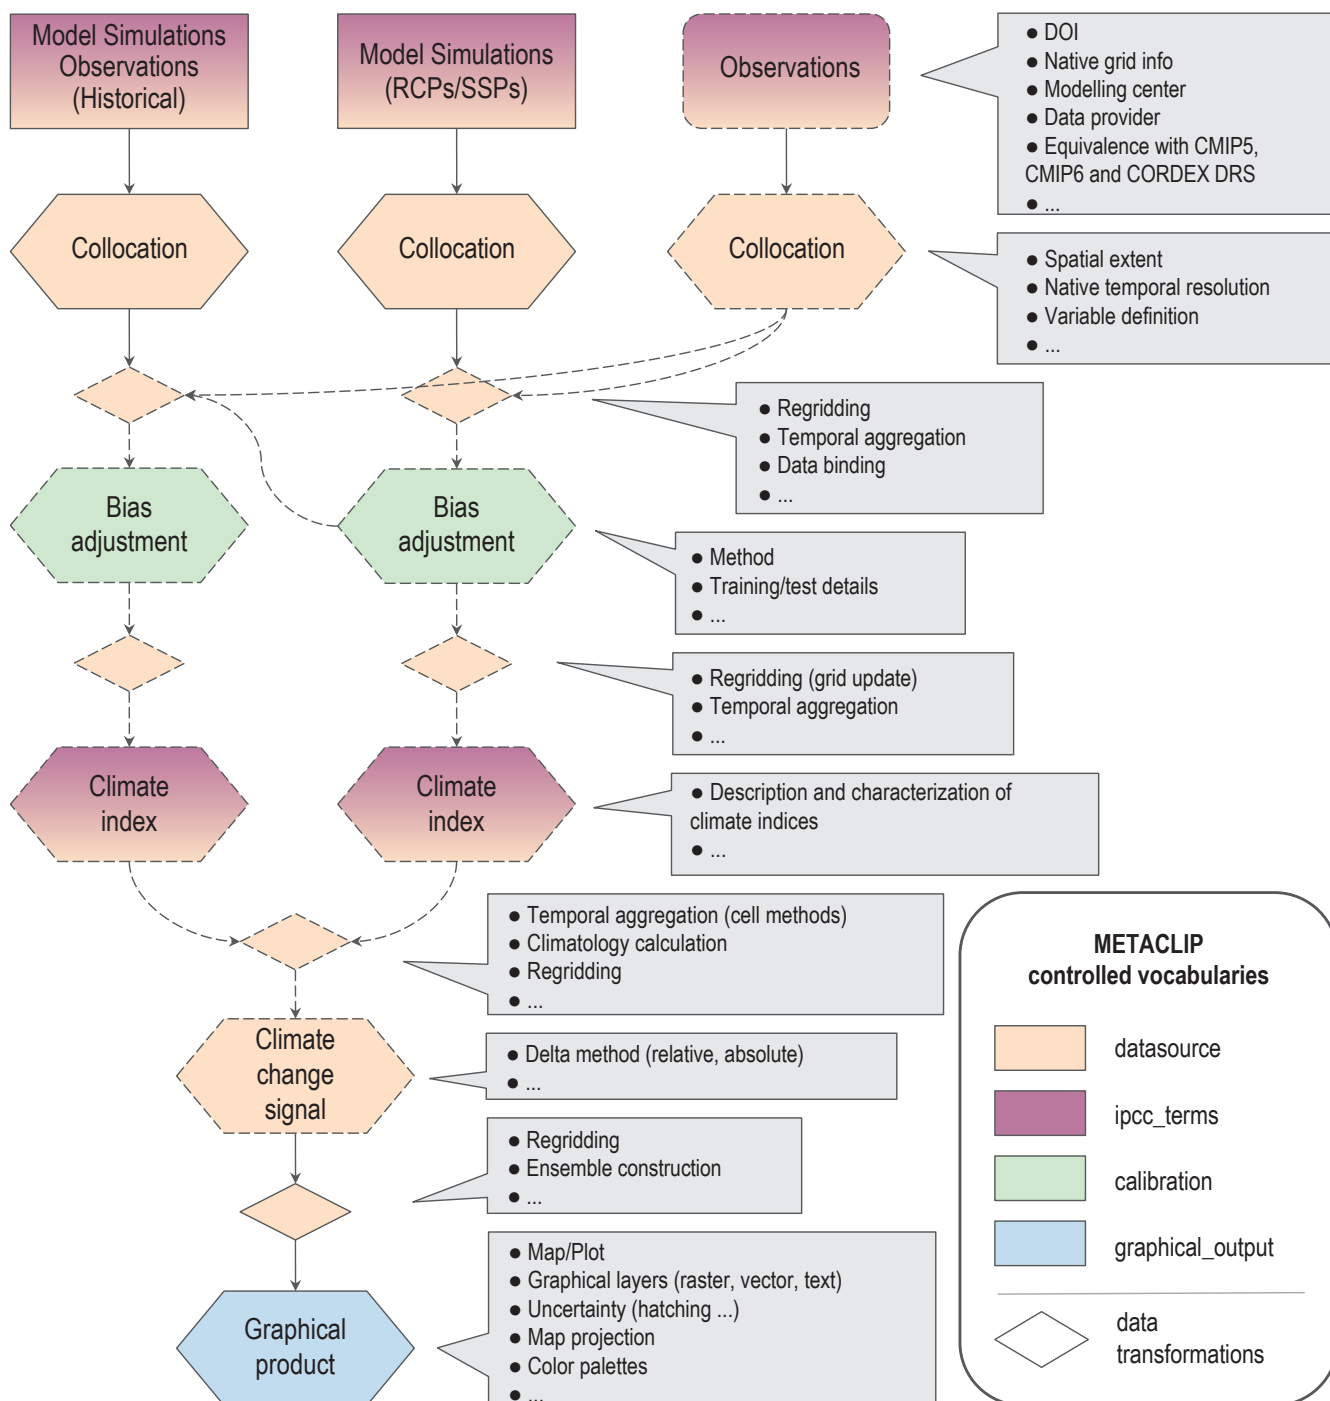 Model Simulations
Observations
(Historical)
Model Simulations
(RCPs/SSPs)
Observations
● DOI
● Native grid info
● Modelling center
● Data provider
● Equivalence with CMIP5,
CMIP6 and CORDEX DRS
● ...
Collocation
Collocation
Collocation
● Spatial extent
● Native temporal resolution
● Variable definition
● ...
● Regridding
● Temporal aggregation
● Data binding
● ...
Bias
adjustment
Bias
adjustment
● Method
● Training/test details
● ...
● Regridding (grid update)
● Temporal aggregation
● ...
Climate
index
Climate
index
● Description and characterization of
climate indices
● ...
● Temporal aggregation (cell methods)
● Climatology calculation
● Regridding
● ...
Climate
change
signal
● Delta method (relative, absolute)
● ...
● Regridding
● Ensemble construction
● ...
Graphical
product
● Map/Plot
● Graphical layers (raster, vector, text)
● Uncertainty (hatching ...)
● Map projection
● Color palettes
● ...
METACLIP
controlled vocabularies
datasource
ipcc_terms
calibration
graphical_output
data
transformations